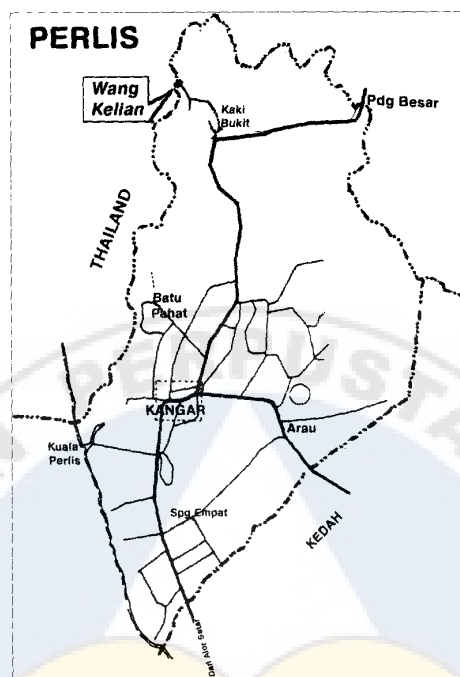 PERLIS
Wang
Kelian
Kaki
Bukit
Pdg Besar
THAILAND
Batu
Pahat
KANGAR
Arau
Kuala
Perlis
Spg Empat
KEDAH
Dari Alor Setar
PERPUSTA